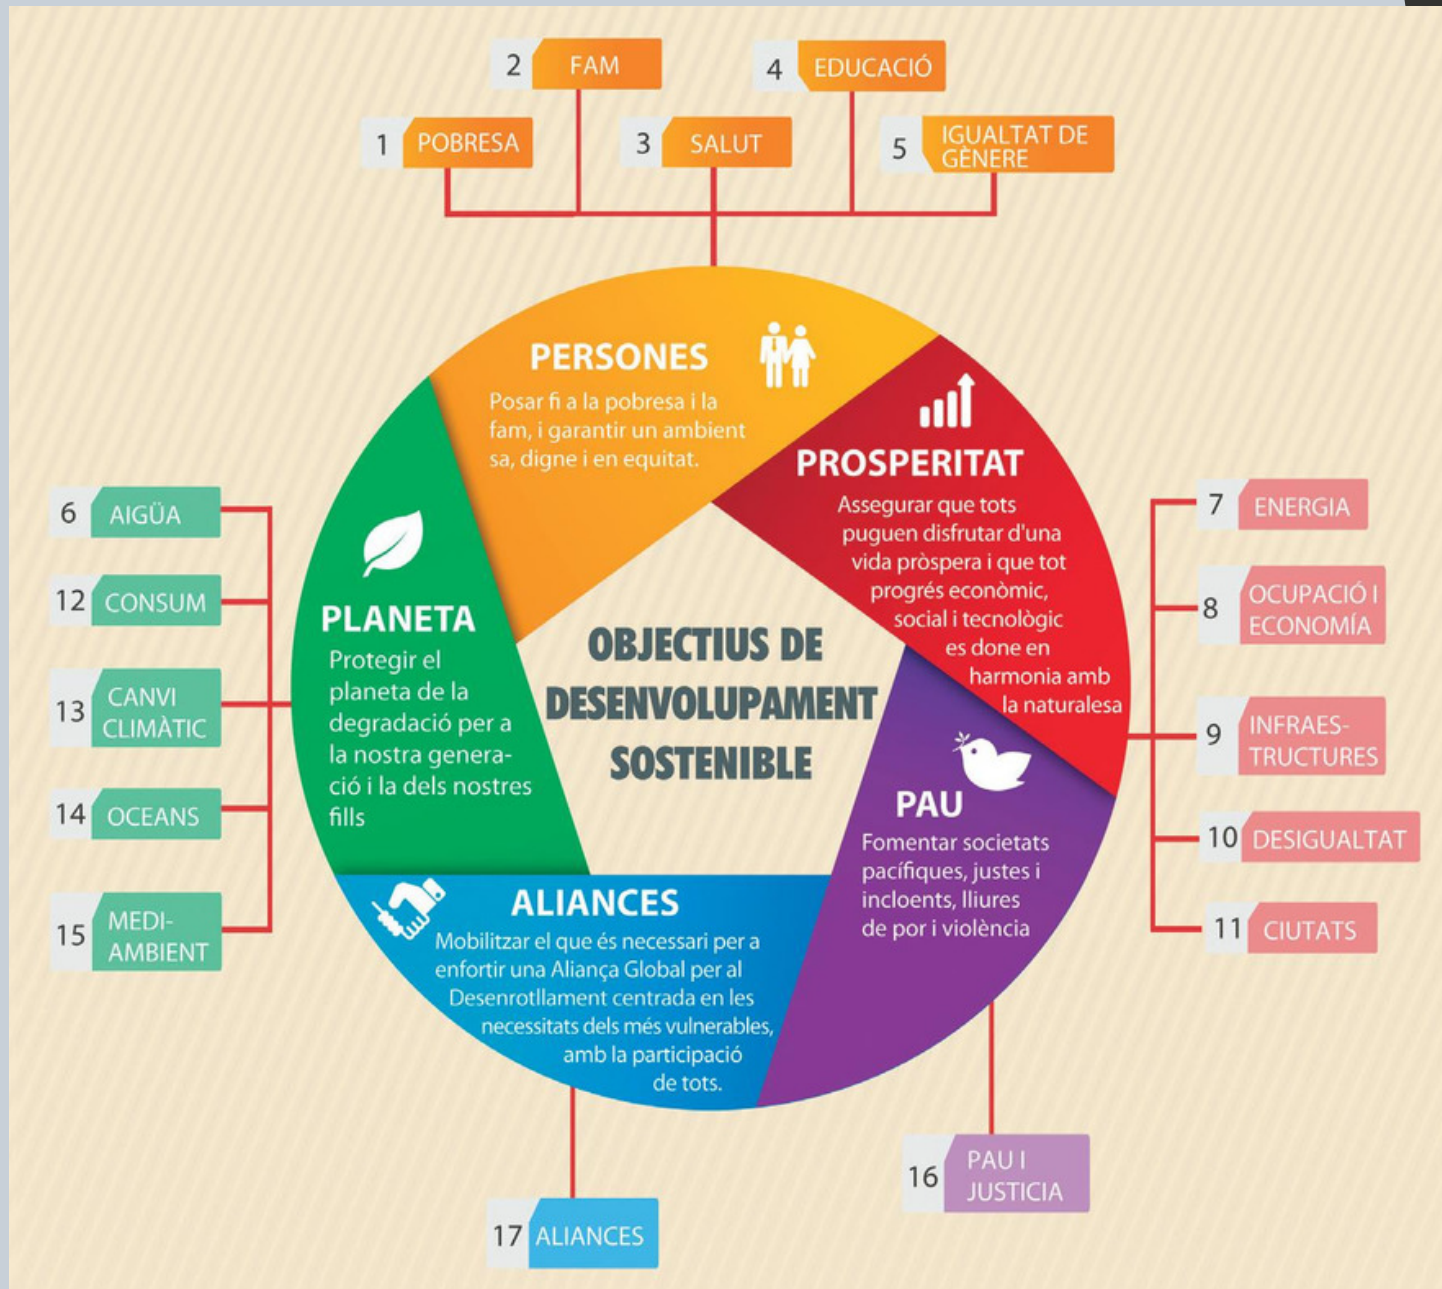 2
FAM
4
EDUCACIÓ
1
POBRESA
3
SALUT
5
IGUALTAT DE
GÈNERE
PERSONES
Posar fi a la pobresa i la
fam, i garantir un ambient
sa, digne i en equitat.
PROSPERITAT
Assegurar que tots
puguen disfrutar d'una
vida pròspera i que tot
progrés econòmic,
social i tecnològic
es done en
harmonia amb
la naturalesa
6
AIGÜA
12
CONSUM
13
CANVI
CLIMÀTIC
14
OCEANS
15
MEDI-
AMBIENT
PLANETA
Protegir el
planeta de la
degradació per a
la nostra genera-
ció i la dels nostres
fills
OBJECTIUS DE
DESENVOLUPAMENT
SOSTENIBLE
7
ENERGIA
8
OCUPACIÓ I
ECONOMÍA
9
INFRAES-
TRUCTURES
10
DESIGUALTAT
11
CIUTATS
PAU
Fomentar societats
pacífiques, justes i
incloents, lliures
de por i violència
ALIANCES
Mobilitzar el que és necessari per a
enfortir una Aliança Global per al
Desenrotllament centrada en les
necessitats dels més vulnerables,
amb la participació
de tots.
16
PAU I
JUSTICIA
17
ALIANCES